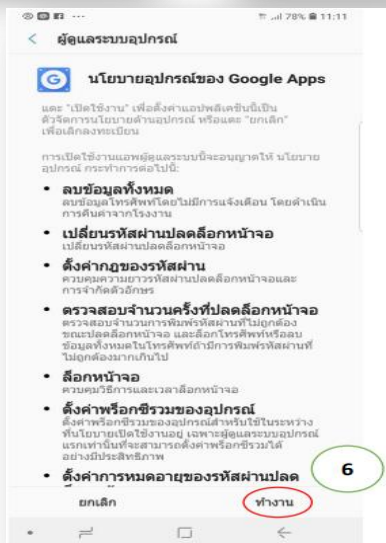 78% 11:11
ผู้ดูแลระบบอุปกรณ์
G นโยบายอุปกรณ์ของ Google Apps
แตะ "เปิดใช้งาน" เพื่อตั้งค่าแอปพลิเคชันนี้เป็น
ตัวจัดการนโยบายด้านอุปกรณ์ หรือแตะ "ยกเลิก"
เพื่อเลิกลงทะเบียน
การเปิดใช้งานแอพผู้ดูแลระบบนี้จะอนุญาตให้ นโยบาย
อุปกรณ์ กระทำการต่อไปนี้:
• ลบข้อมูลทั้งหมด
ลบข้อมูลโทรศัพท์โดยไม่มีการแจ้งเตือน โดยดำเนิน
การคืนค่าจากโรงงาน
• เปลี่ยนรหัสผ่านปลดล็อกหน้าจอ
เปลี่ยนรหัสผ่านปลดล็อกหน้าจอ
• ตั้งค่ากฎของรหัสผ่าน
ควบคุมความยาวรหัสผ่านปลดล็อกหน้าจอและ
การจำกัดตัวอักษร
• ตรวจสอบจำนวนครั้งที่ปลดล็อกหน้าจอ
ตรวจสอบจำนวนการพิมพ์รหัสผ่านที่ไม่ถูกต้อง
ขณะปลดล็อกหน้าจอ และล็อกโทรศัพท์หรือลบ
ข้อมูลทั้งหมดในโทรศัพท์ถ้ามีการพิมพ์รหัสผ่านที่
ไม่ถูกต้องมากเกินไป
• ล็อกหน้าจอ
ควบคุมวิธีการและเวลาล็อกหน้าจอ
• ตั้งค่าพร็อกซีรวมของอุปกรณ์
ตั้งค่าพร็อกซีรวมของอุปกรณ์สำหรับใช้ในระหว่าง
ที่นโยบายเปิดใช้งานอยู่ เฉพาะผู้ดูแลระบบอุปกรณ์
แรกเท่านั้นที่จะสามารถตั้งค่าพร็อกซีรวมได้
อย่างมีประสิทธิภาพ
• ตั้งค่าการหมดอายุของรหัสผ่านปลด
6
ยกเลิก ทำงาน